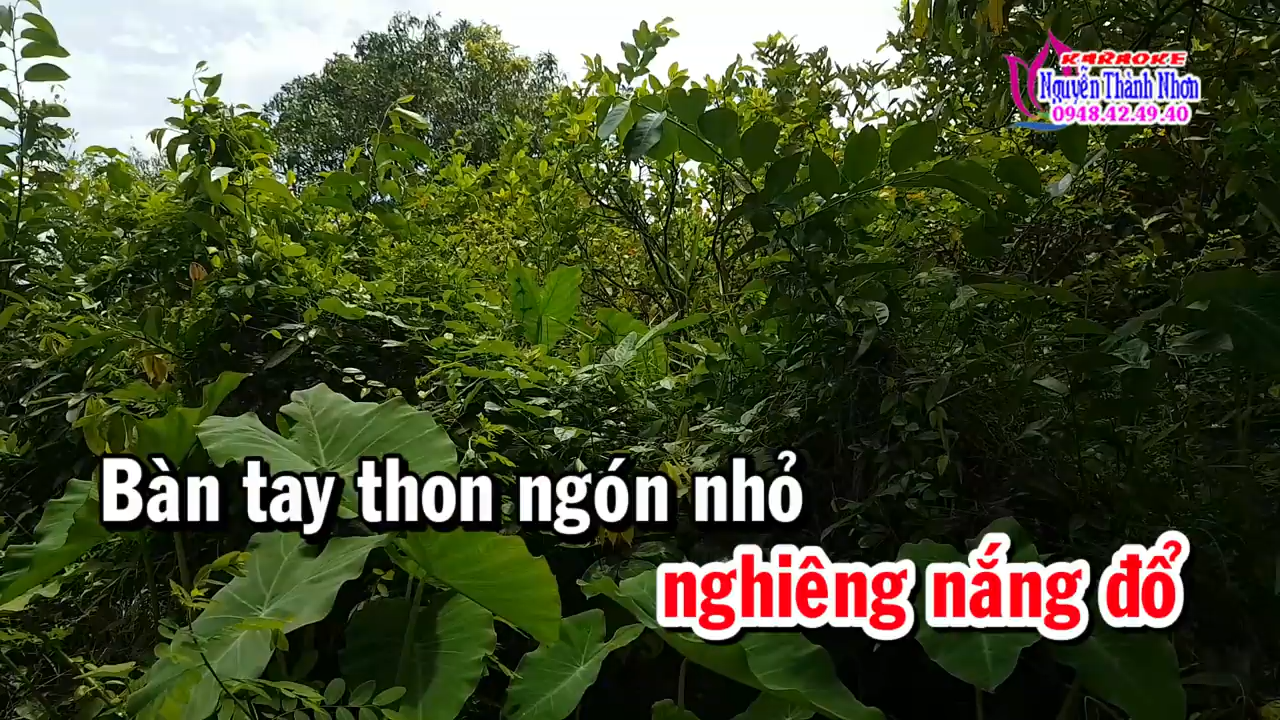 KARAOKE
Nguyễn Thành Nhơn
0948.42.49.40
Bàn tay thon ngón nhỏ
nghiêng nắng đổ